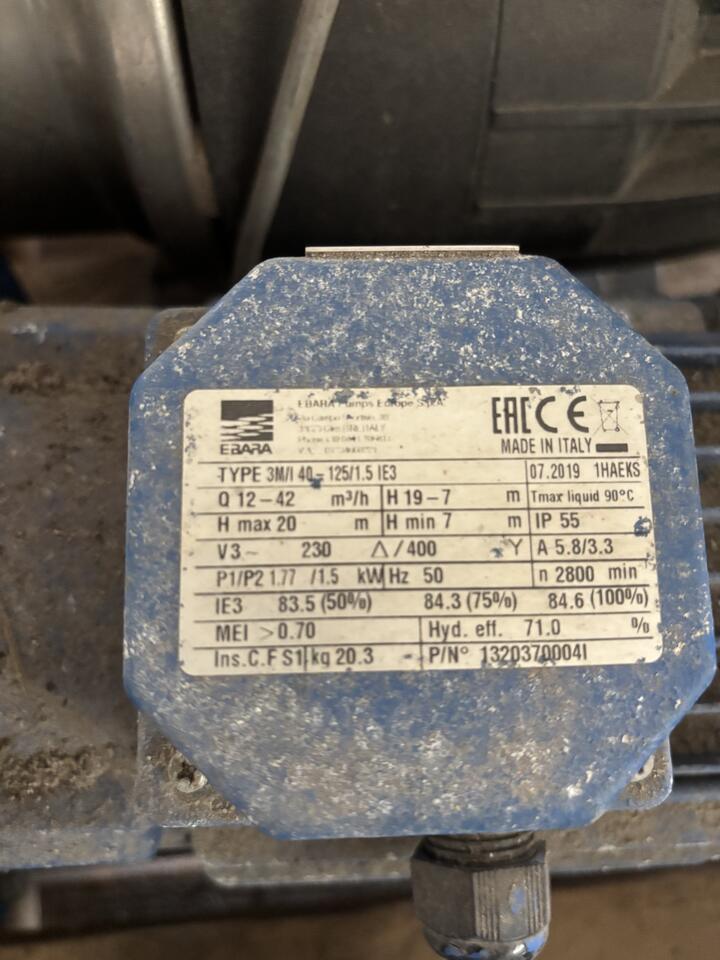 EBARA Pumps Europe S.p.A.
ITALY
EBARA
EAC CE
MADE IN ITALY
TYPE 3M/I 40-125/1.5 IE3 07.2019 1HAEKS
Q 12-42 m³/h H 19-7 m Tmax liquid 90°C
H max 20 m H min 7 m IP 55
V3~ 230 Δ/400 Y A 5.8/3.3
P1/P2 1.77 /1.5 kW Hz 50 n 2800 min
IE3 83.5 (50%) 84.3 (75%) 84.6 (100%)
MEI >0.70 Hyd. eff. 71.0 %
Ins.C.F S1 kg 20.3 P/N° 1320370004I